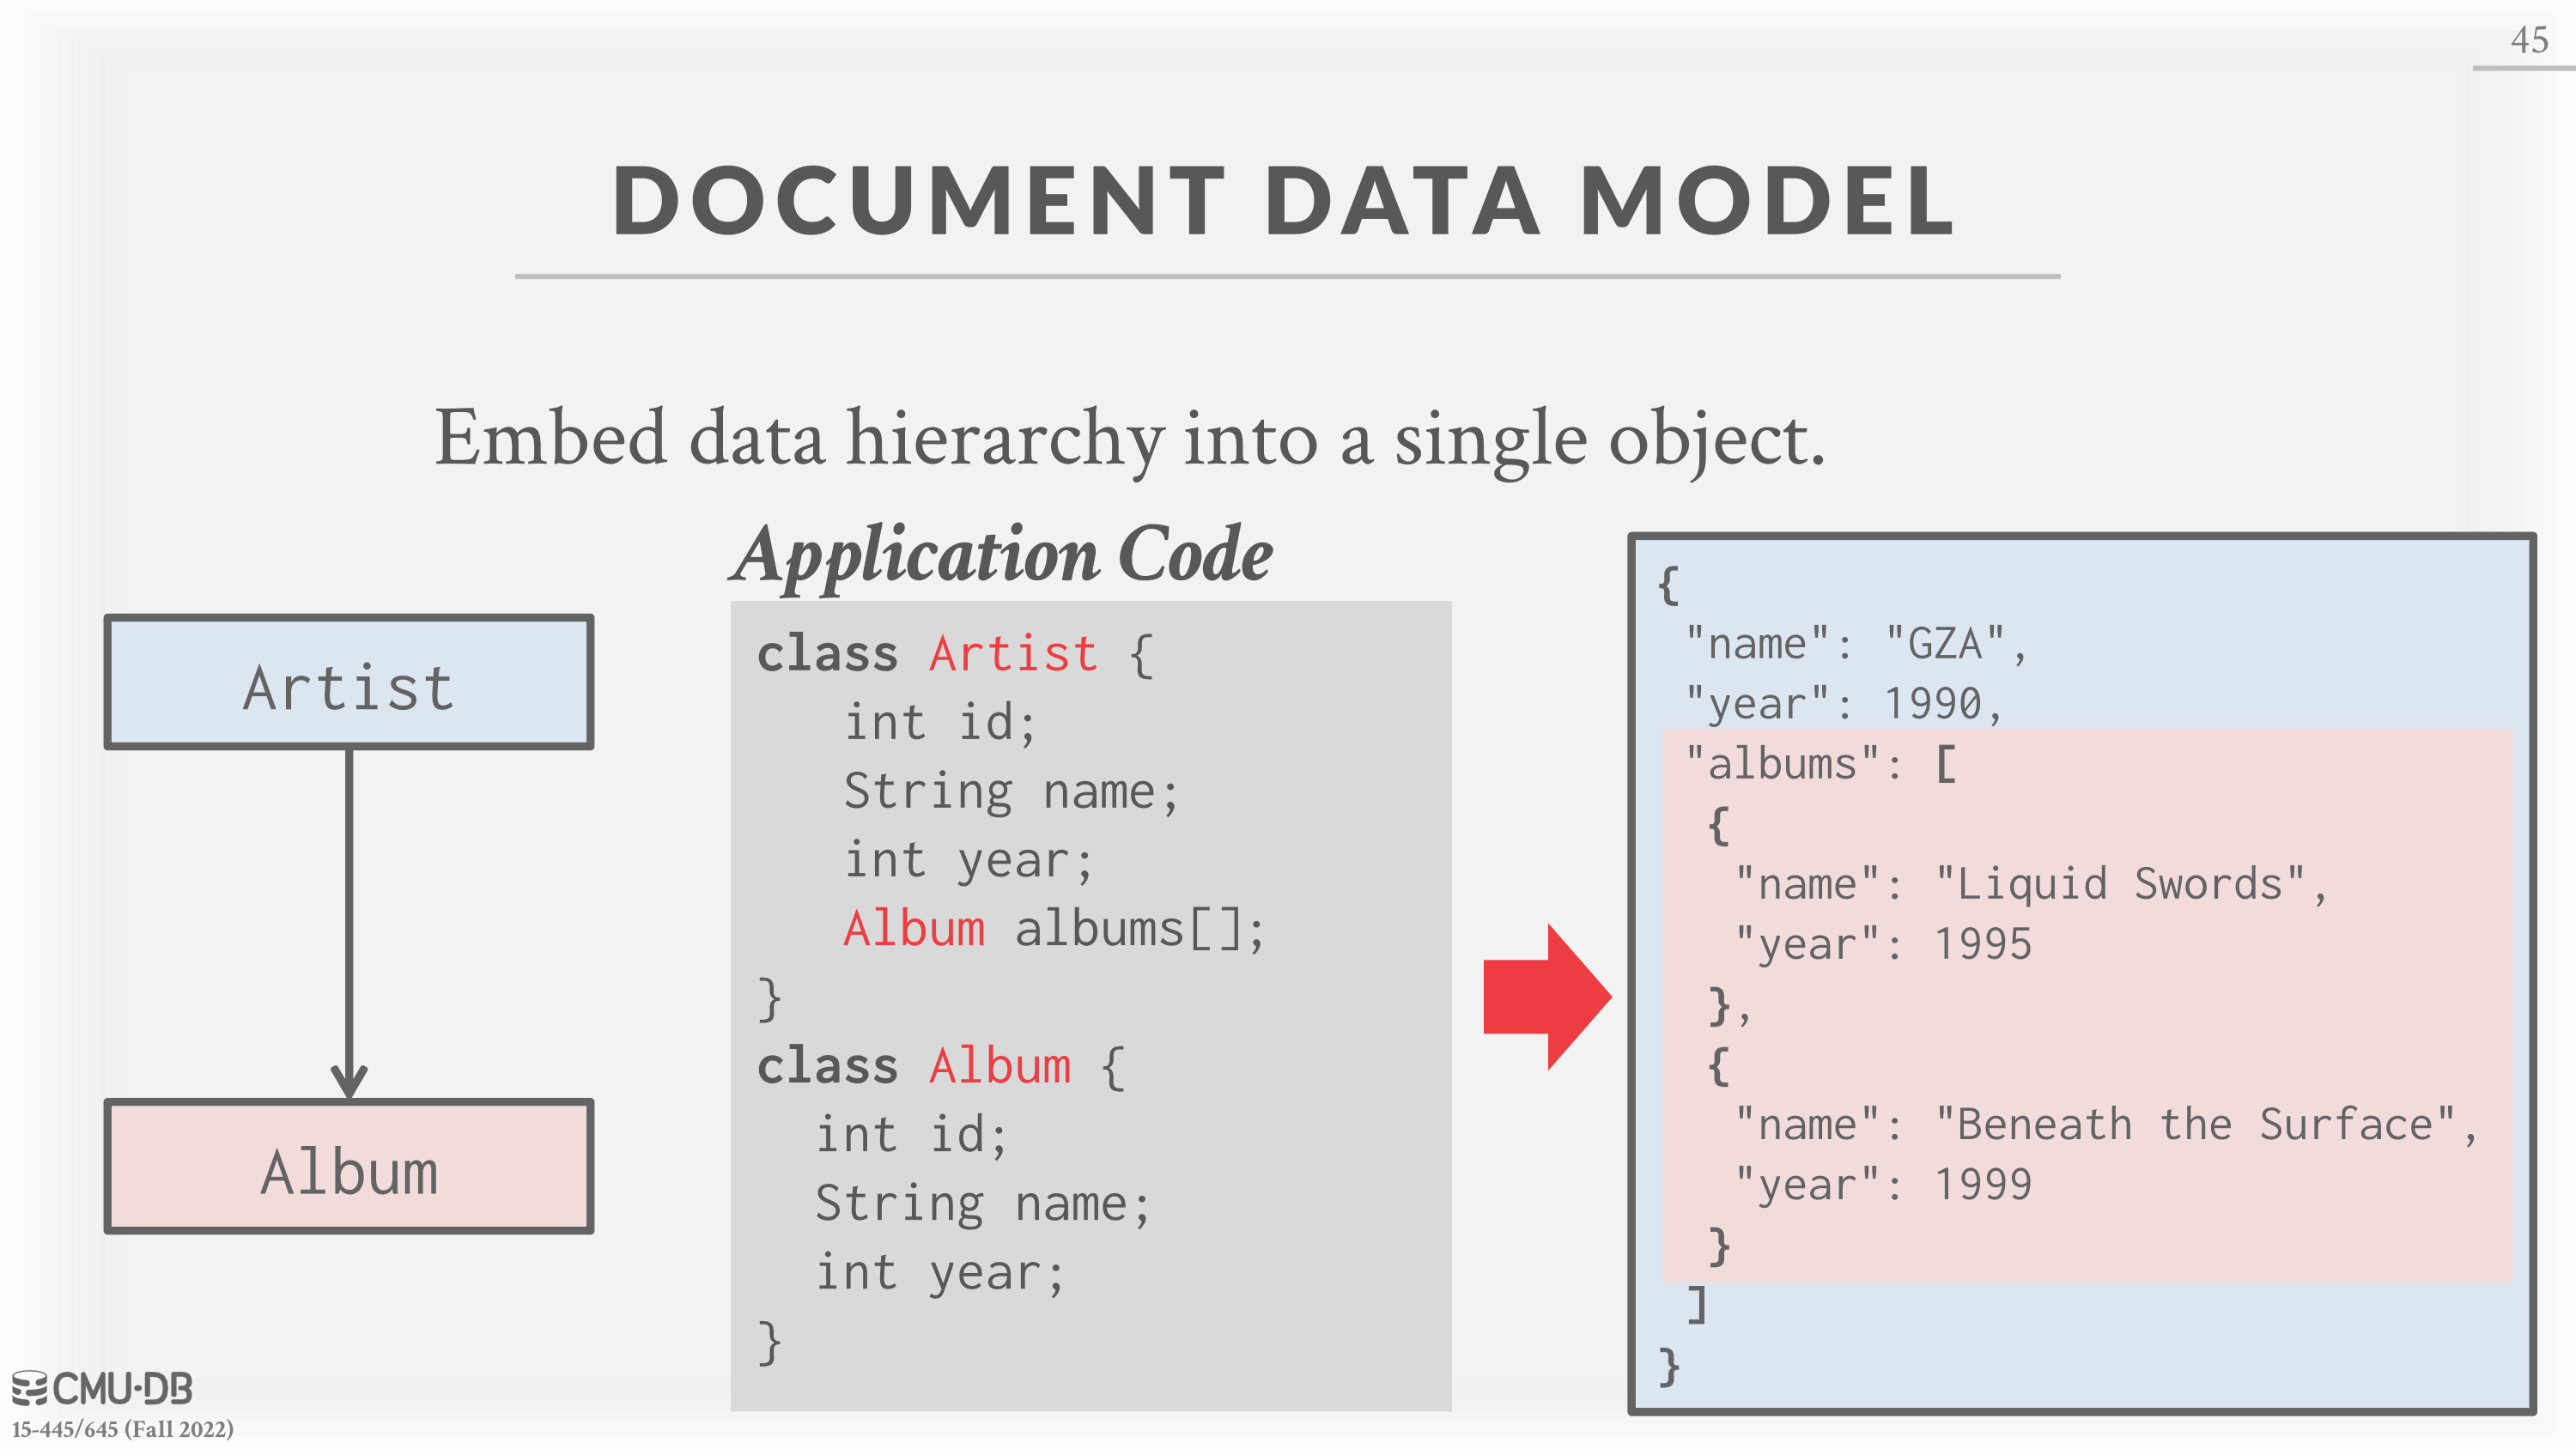 45
DOCUMENT DATA MODEL
Embed data hierarchy into a single object.
Artist
Album
Application Code
class Artist {
   int id;
   String name;
   int year;
   Album albums[];
}
class Album {
  int id;
  String name;
  int year;
}
{
 "name": "GZA",
 "year": 1990,
 "albums": [
  {
   "name": "Liquid Swords",
   "year": 1995
  },
  {
   "name": "Beneath the Surface",
   "year": 1999
  }
 ]
}
CMU·DB
15-445/645 (Fall 2022)